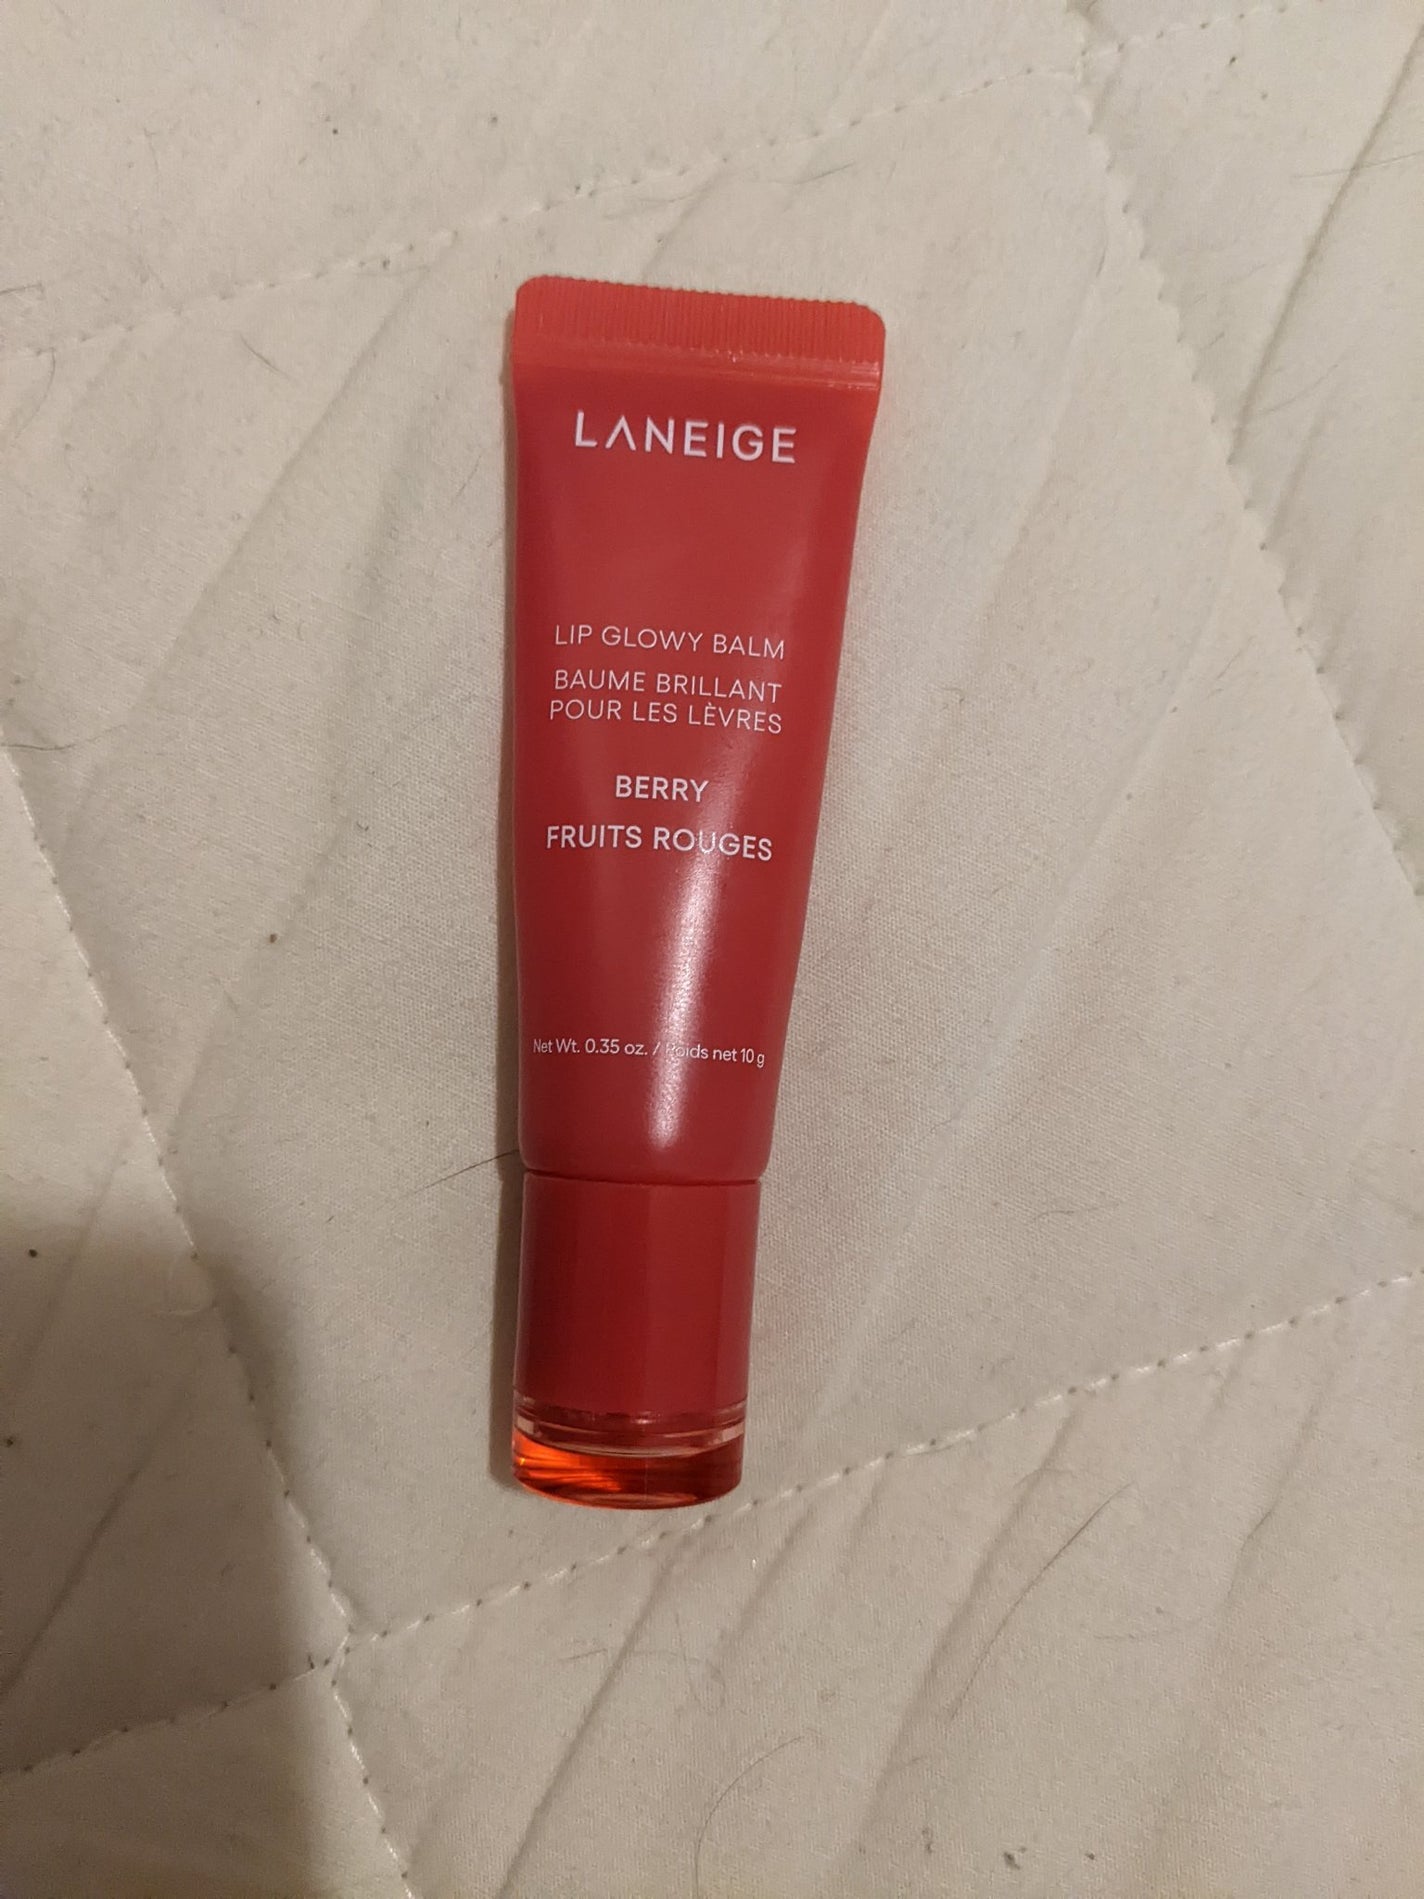 LANEIGE
LIP GLOWY BALM
BAUME BRILLANT
POUR LES LÈVRES
BERRY
FRUITS ROUGES
Net Wt. 0.35 oz. / Poids net 10 g